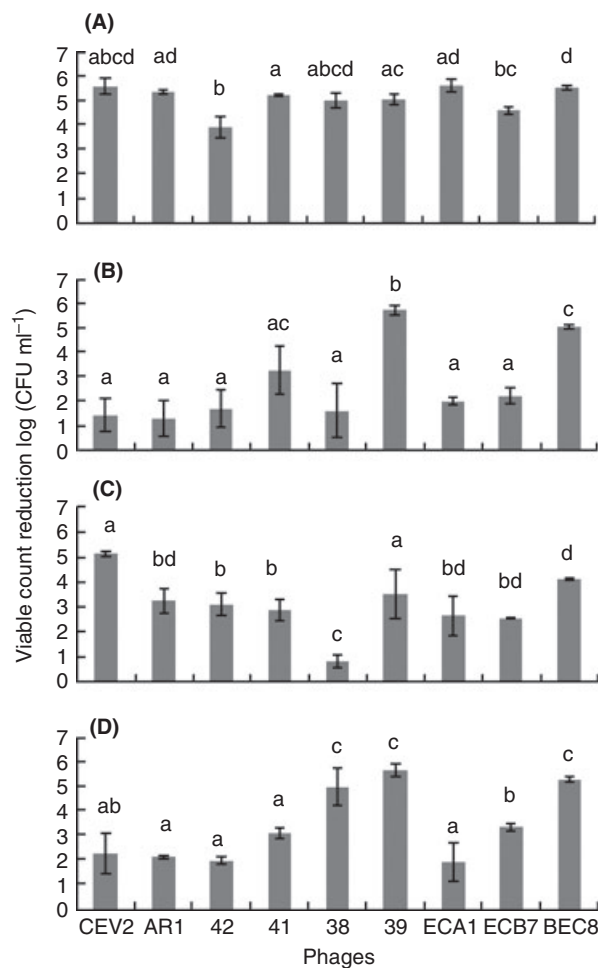 (A)
7
6
5
4
3
2
1
0
abcd ad b a abcd ac ad bc d
(B)
7
6
5
4
3
2
1
0
a a a ac a b a a c
(C)
7
6
5
4
3
2
1
0
a bd b b c a bd bd d
(D)
7
6
5
4
3
2
1
0
ab a a a c c a b c
CEV2 AR1 42 41 38 39 ECA1 ECB7 BEC8
Phages
Viable count reduction log (CFU ml⁻¹)